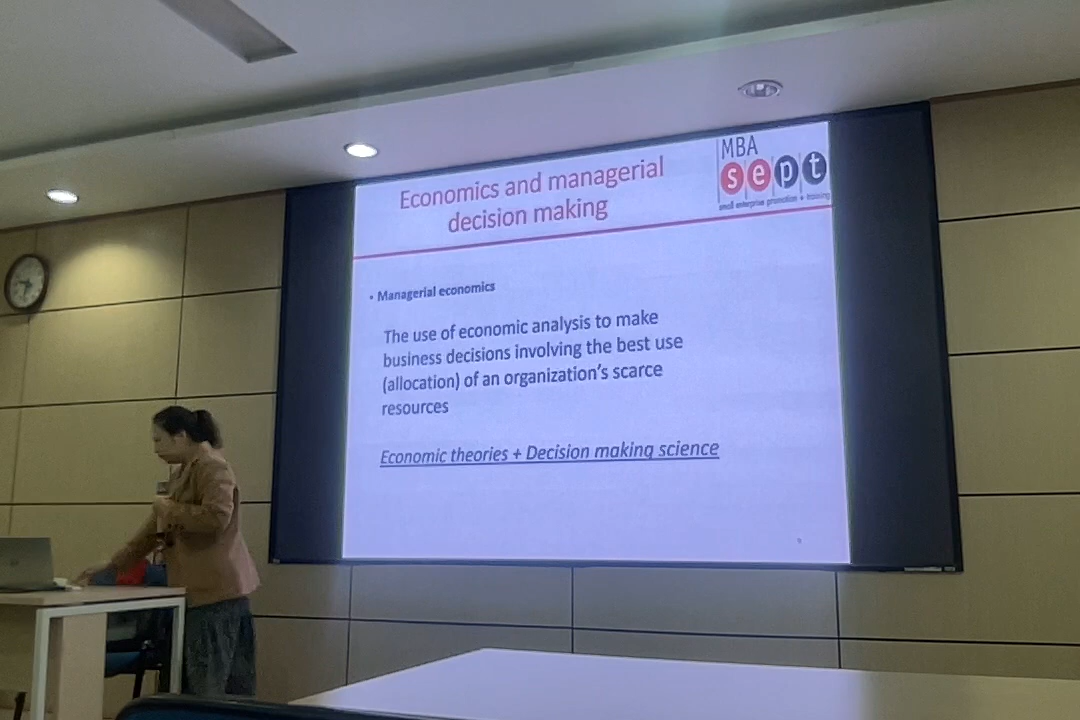 MBA
sept
small enterprise promotion + training
Economics and managerial
decision making
• Managerial economics
The use of economic analysis to make
business decisions involving the best use
(allocation) of an organization's scarce
resources
Economic theories + Decision making science